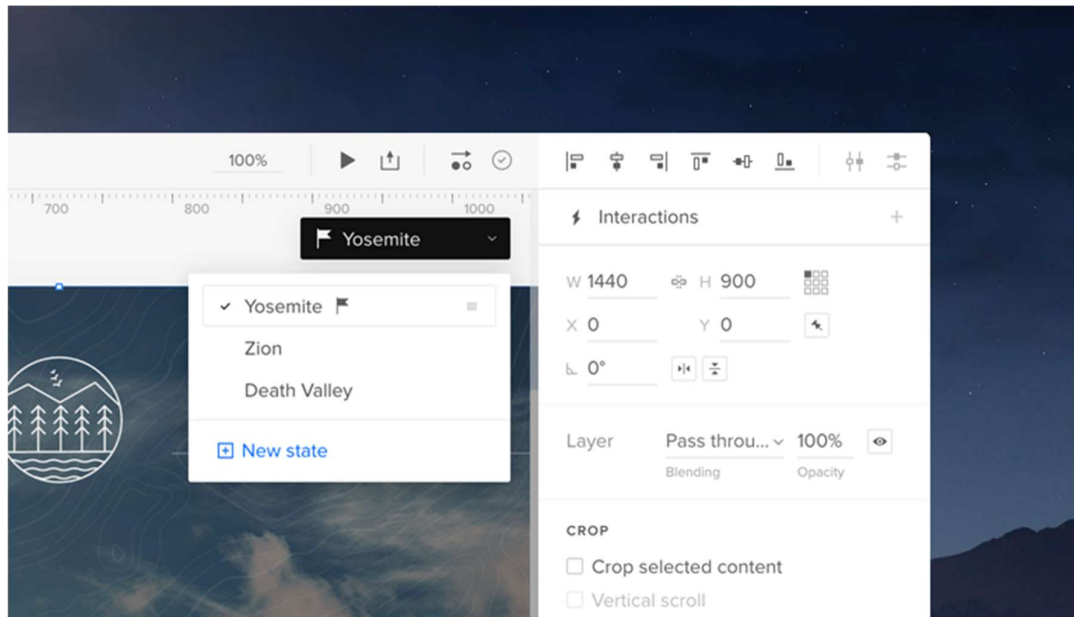 100%
700 800 900 1000
Yosemite
Yosemite
Zion
Death Valley
New state
Interactions
W 1440 H 900
X 0 Y 0
0°
Layer Pass throu... 100%
Blending Opacity
CROP
Crop selected content
Vertical scroll